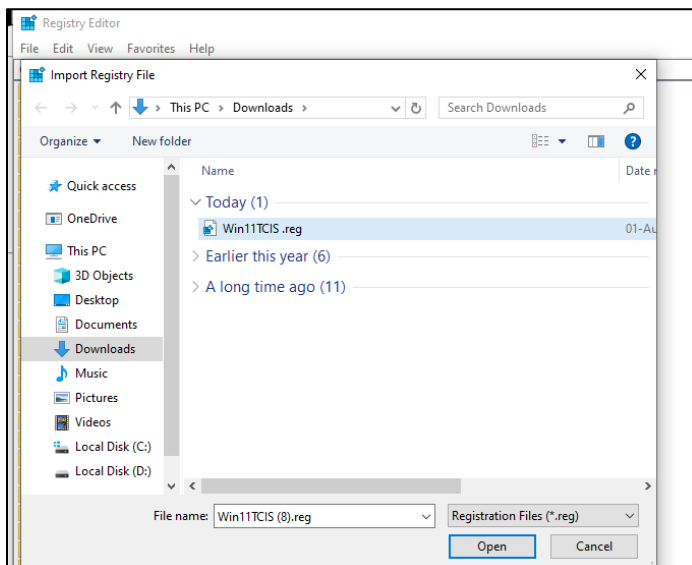 Registry Editor
File Edit View Favorites Help
Import Registry File
This PC > Downloads >
Search Downloads
Organize
New folder
Name
Date
Quick access
Today (1)
Win11TCIS .reg
01-Au
OneDrive
Earlier this year (6)
This PC
A long time ago (11)
3D Objects
Desktop
Documents
Downloads
Music
Pictures
Videos
Local Disk (C:)
Local Disk (D:)
File name: Win11TCIS (8).reg
Registration Files (*.reg)
Open
Cancel